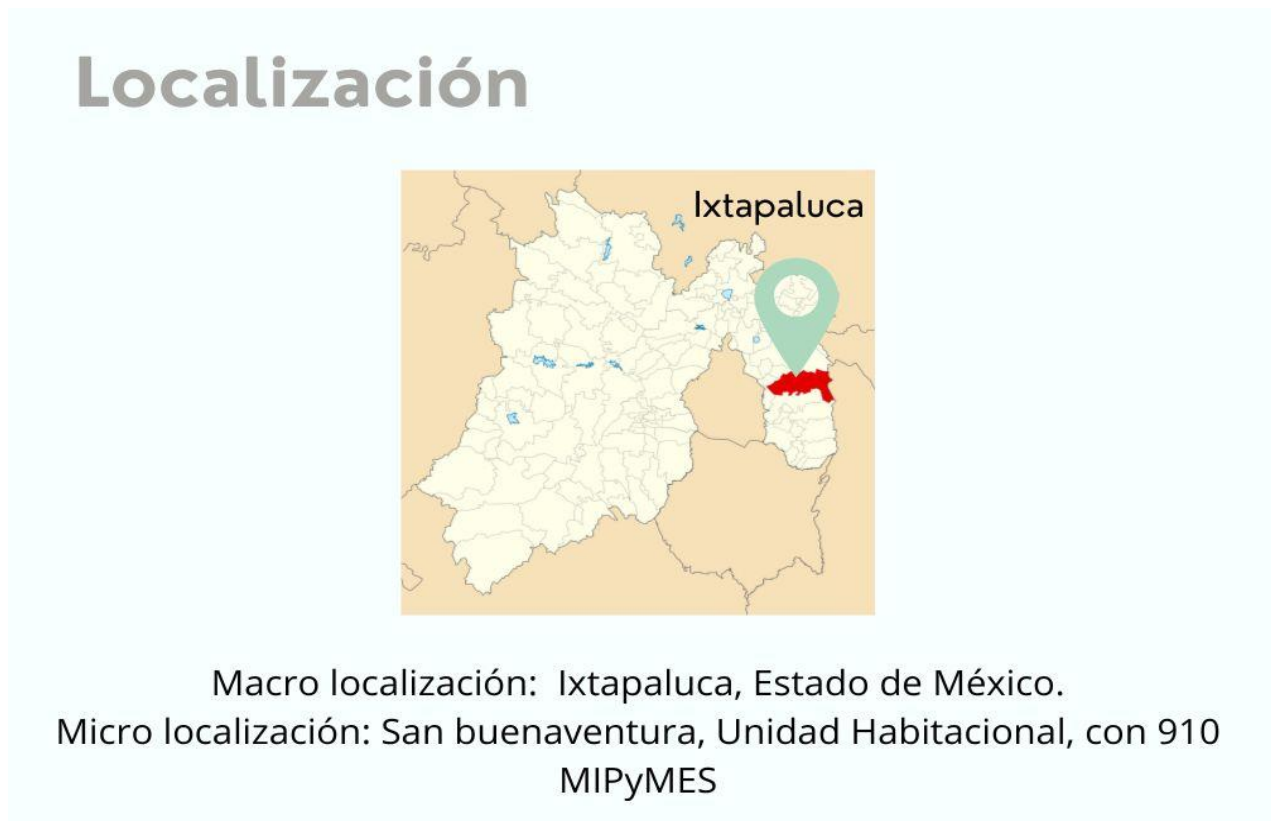 Localización
Ixtapaluca
Macro localización:  Ixtapaluca, Estado de México.
Micro localización: San buenaventura, Unidad Habitacional, con 910
MIPyMES